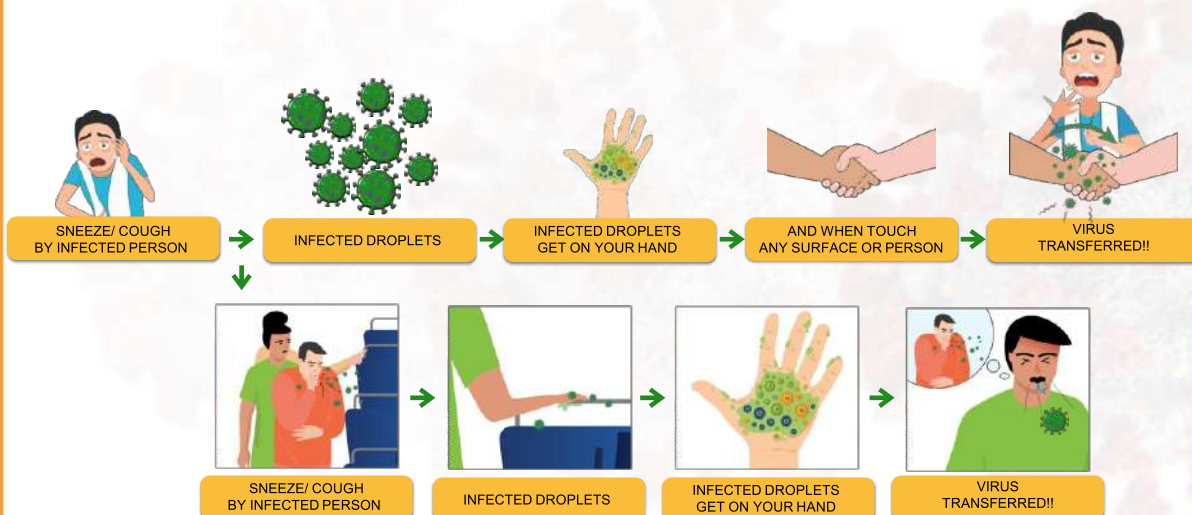 SNEEZE/ COUGH
BY INFECTED PERSON
INFECTED DROPLETS
INFECTED DROPLETS
GET ON YOUR HAND
AND WHEN TOUCH
ANY SURFACE OR PERSON
VIRUS
TRANSFERRED!!
SNEEZE/ COUGH
BY INFECTED PERSON
INFECTED DROPLETS
INFECTED DROPLETS
GET ON YOUR HAND
VIRUS
TRANSFERRED!!